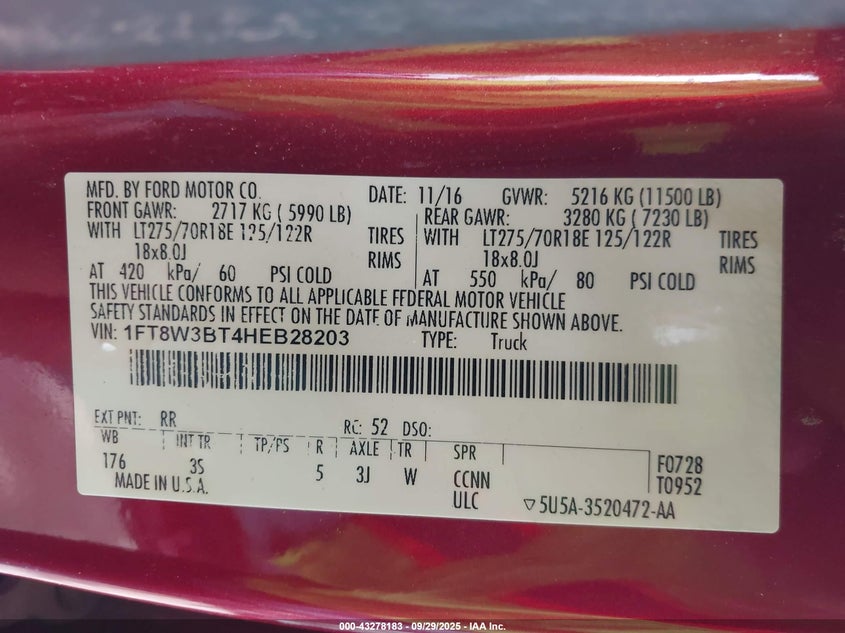 MFD. BY FORD MOTOR CO. DATE: 11/16 GVWR: 5216 KG (11500 LB)
FRONT GAWR: 2717 KG ( 5990 LB) REAR GAWR: 3280 KG ( 7230 LB)
WITH LT275/70R18E 125/122R TIRES WITH LT275/70R18E 125/122R TIRES
18x8.0J RIMS 18x8.0J RIMS
AT 420 kPa/ 60 PSI COLD AT 550 kPa/ 80 PSI COLD
THIS VEHICLE CONFORMS TO ALL APPLICABLE FEDERAL MOTOR VEHICLE
SAFETY STANDARDS IN EFFECT ON THE DATE OF MANUFACTURE SHOWN ABOVE.
VIN: 1FT8W3BT4HEB28203 TYPE: Truck
EXT PNT: RR RC: 52 DSO:
WB INT TR TP/PS R AXLE TR SPR
176 3S 5 3J W CCNN F0728
MADE IN U.S.A. ULC T0952
▽5U5A-3520472-AA
000-43278183 - 09/29/2025 - IAA Inc.